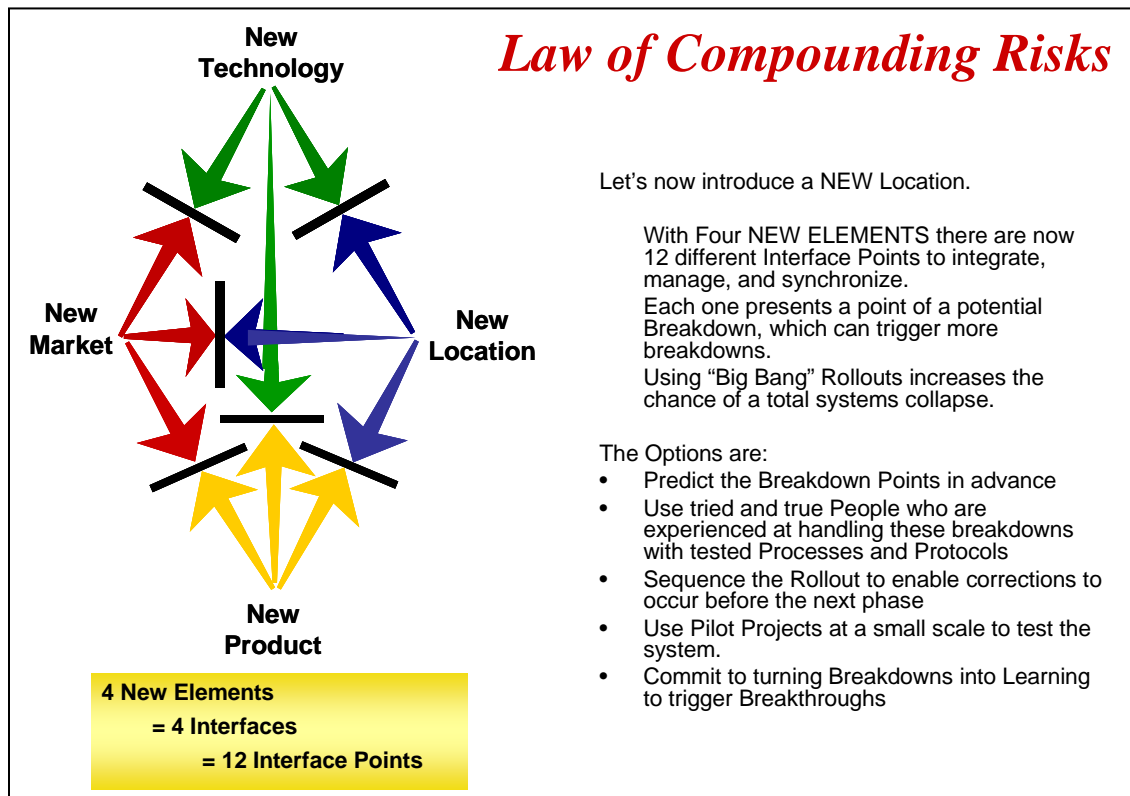 Law of Compounding Risks
New
Technology
New
Market
New
Location
New
Product
4 New Elements
= 4 Interfaces
= 12 Interface Points
Let’s now introduce a NEW Location.
With Four NEW ELEMENTS there are now
12 different Interface Points to integrate,
manage, and synchronize.
Each one presents a point of a potential
Breakdown, which can trigger more
breakdowns.
Using “Big Bang” Rollouts increases the
chance of a total systems collapse.
The Options are:
• Predict the Breakdown Points in advance
• Use tried and true People who are
experienced at handling these breakdowns
with tested Processes and Protocols
• Sequence the Rollout to enable corrections to
occur before the next phase
• Use Pilot Projects at a small scale to test the
system.
• Commit to turning Breakdowns into Learning
to trigger Breakthroughs